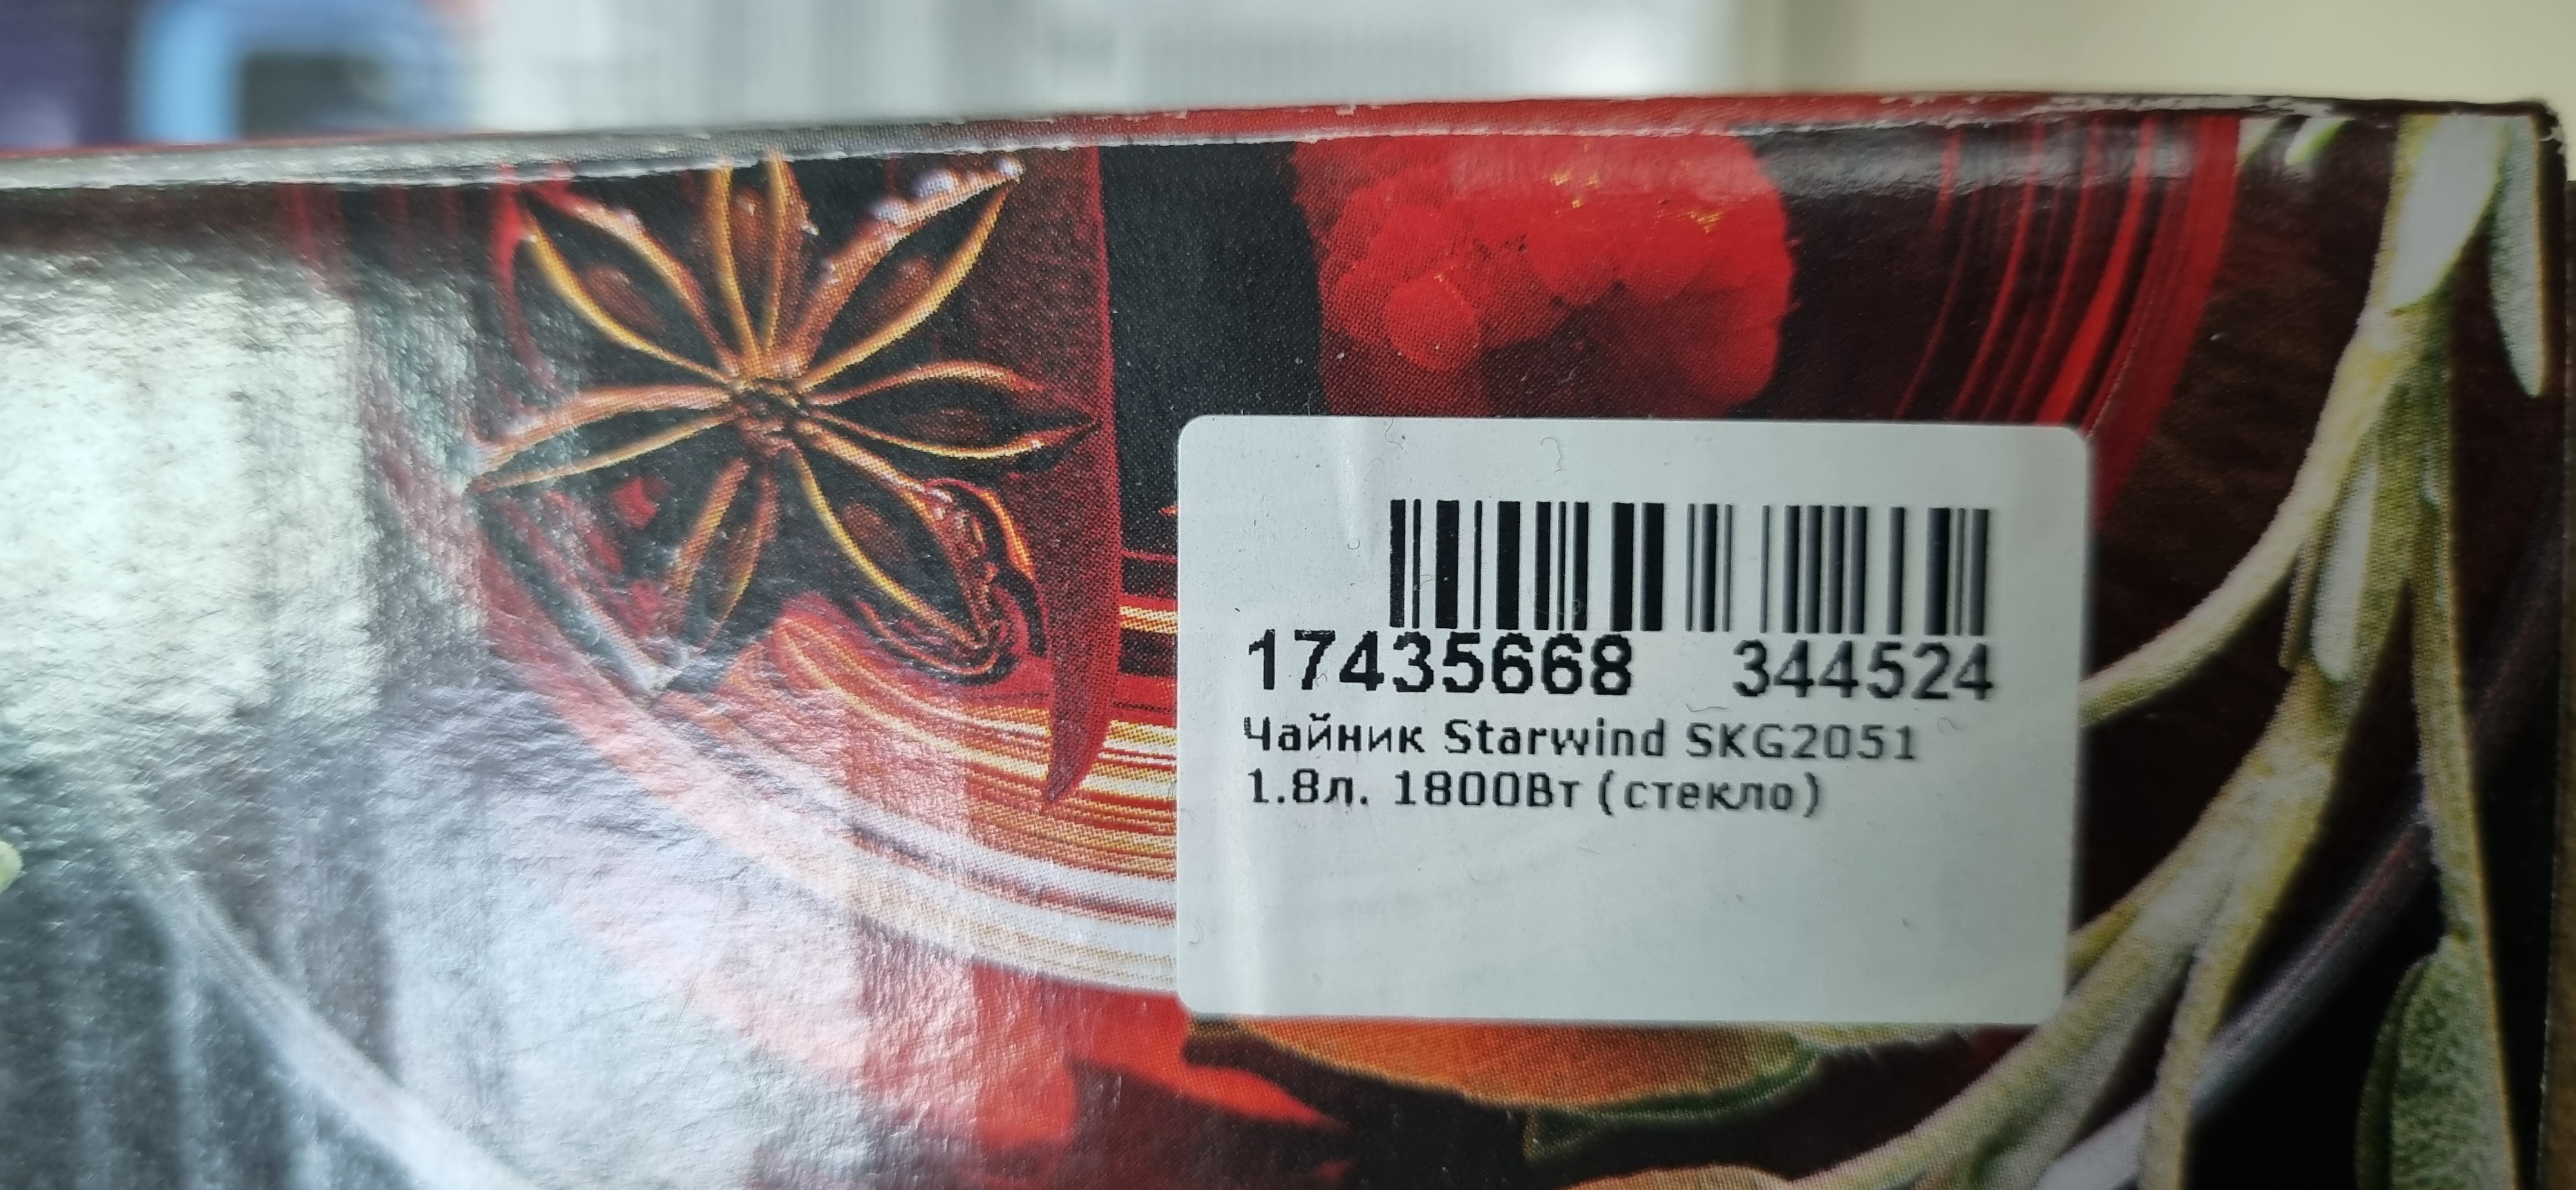 17435668 344524
Чайник Starwind SKG2051
1.8л. 1800Вт (стекло)